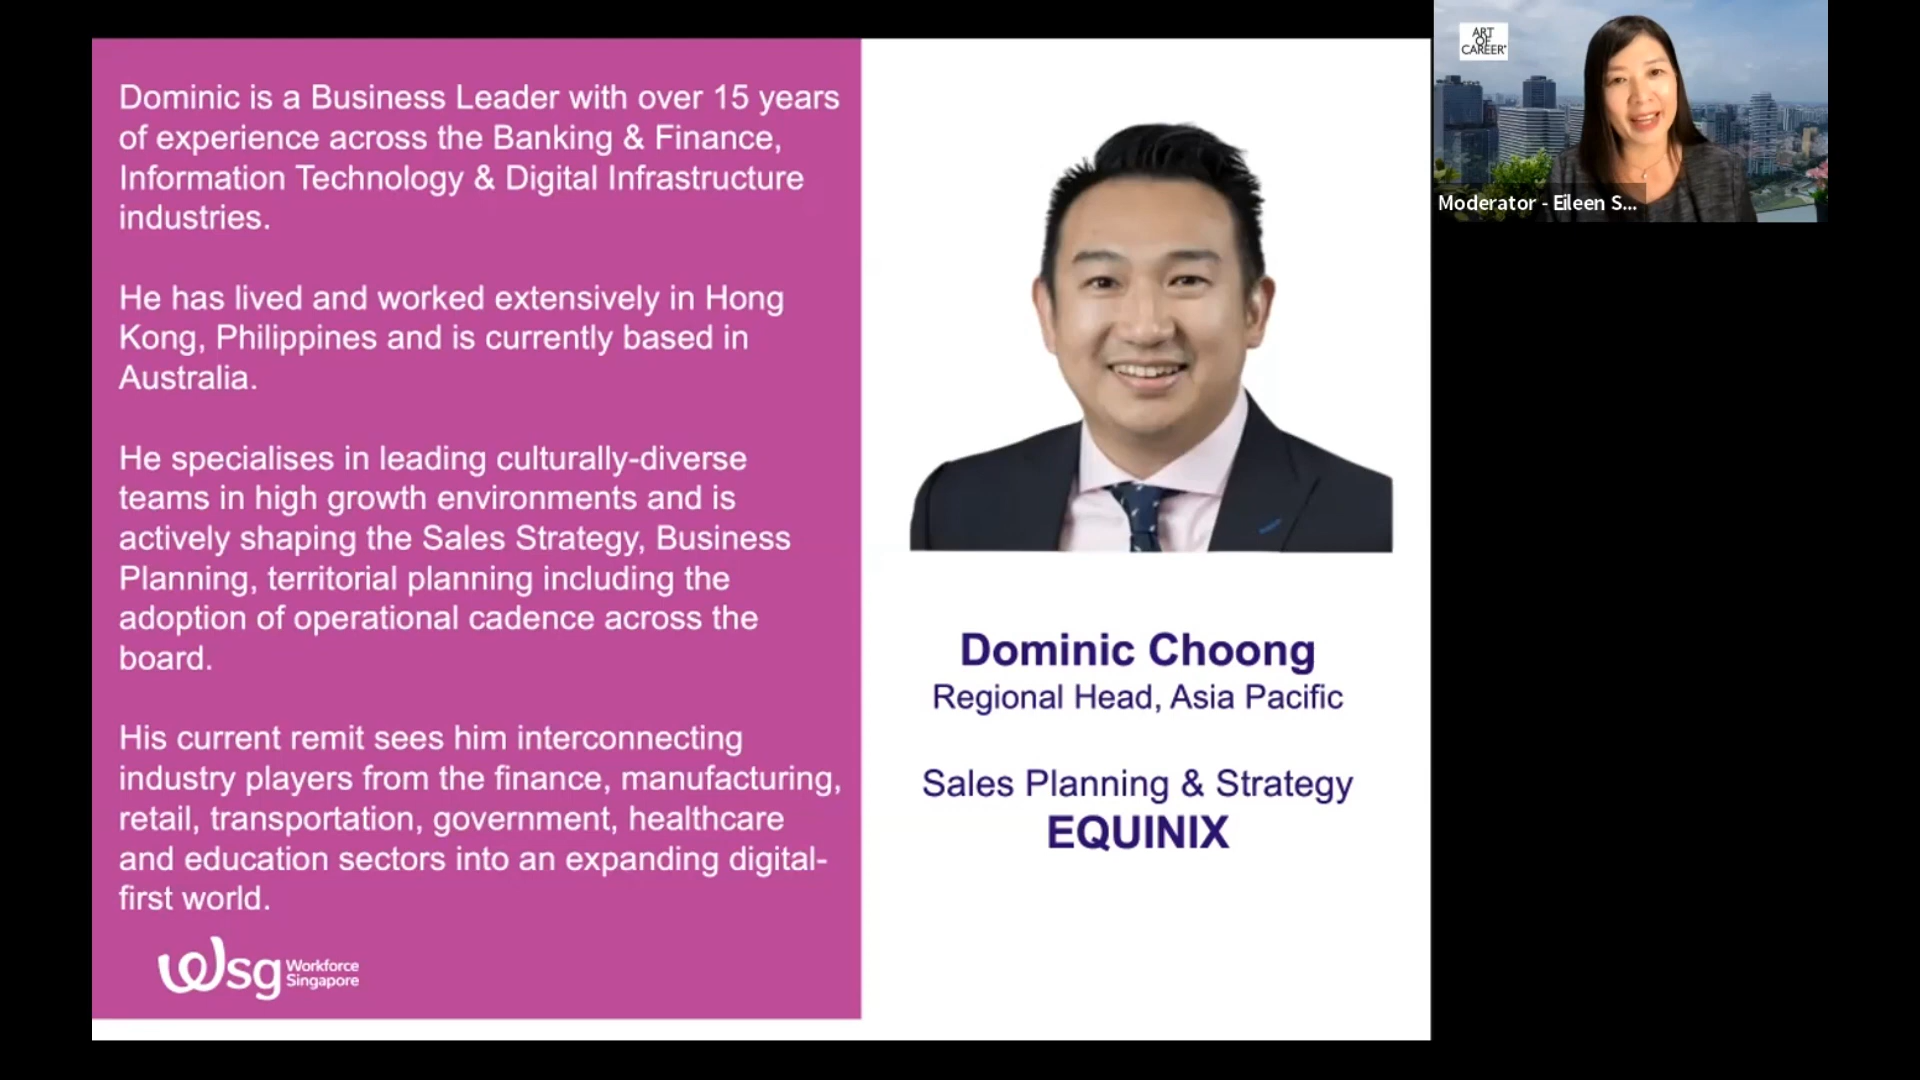 Dominic is a Business Leader with over 15 years
of experience across the Banking & Finance,
Information Technology & Digital Infrastructure
industries.
He has lived and worked extensively in Hong
Kong, Philippines and is currently based in
Australia.
He specialises in leading culturally-diverse
teams in high growth environments and is
actively shaping the Sales Strategy, Business
Planning, territorial planning including the
adoption of operational cadence across the
board.
His current remit sees him interconnecting
industry players from the finance, manufacturing,
retail, transportation, government, healthcare
and education sectors into an expanding digital-
first world.
wsg Workforce
Singapore
Dominic Choong
Regional Head, Asia Pacific
Sales Planning & Strategy
EQUINIX
ART
OF
CAREER
Moderator - Eileen S...